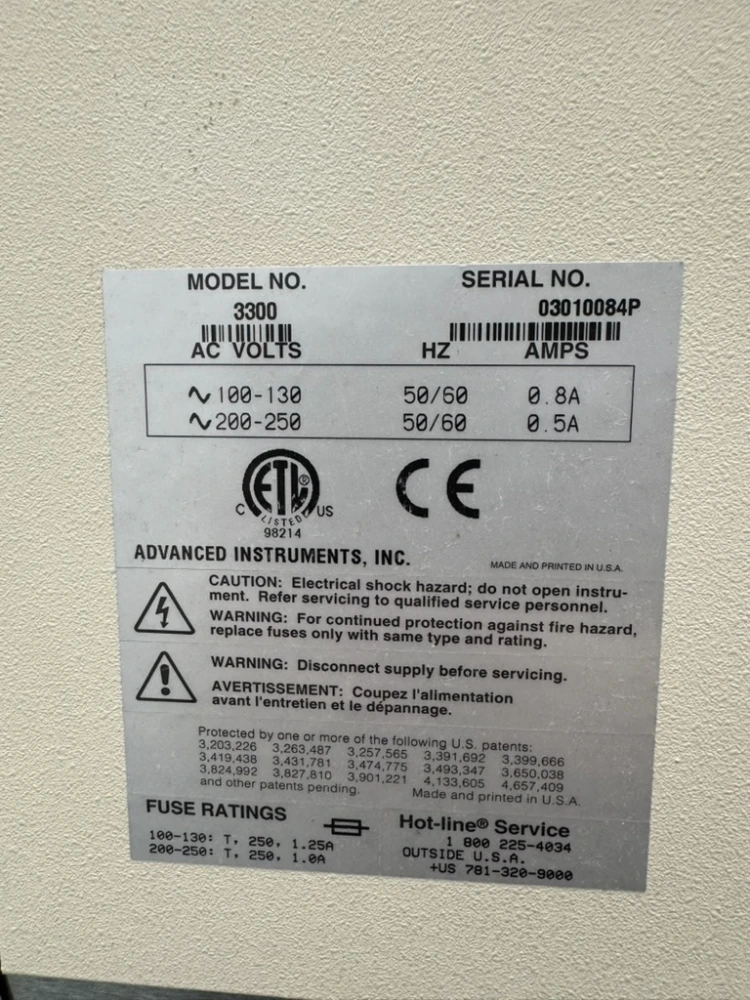 MODEL NO. SERIAL NO.
3300 03010084P
AC VOLTS HZ AMPS
100-130 50/60 0.8A
200-250 50/60 0.5A
ETL ®
C LISTED US
98214
CE
ADVANCED INSTRUMENTS, INC. MADE AND PRINTED IN U.S.A.
CAUTION: Electrical shock hazard; do not open instru-
ment. Refer servicing to qualified service personnel.
WARNING: For continued protection against fire hazard,
replace fuses only with same type and rating.
WARNING: Disconnect supply before servicing.
AVERTISSEMENT: Coupez l'alimentation
avant l'entretien et le dépannage.
Protected by one or more of the following U.S. patents:
3,203,226 3,263,487 3,257,565 3,391,692 3,399,666
3,419,438 3,431,781 3,474,775 3,493,347 3,650,038
3,824,992 3,827,810 3,901,221 4,133,605 4,657,409
and other patents pending. Made and printed in U.S.A.
FUSE RATINGS
100-130: T, 250, 1.25A
200-250: T, 250, 1.0A
Hot-line® Service
1 800 225-4034
OUTSIDE U.S.A.
+US 781-320-9000